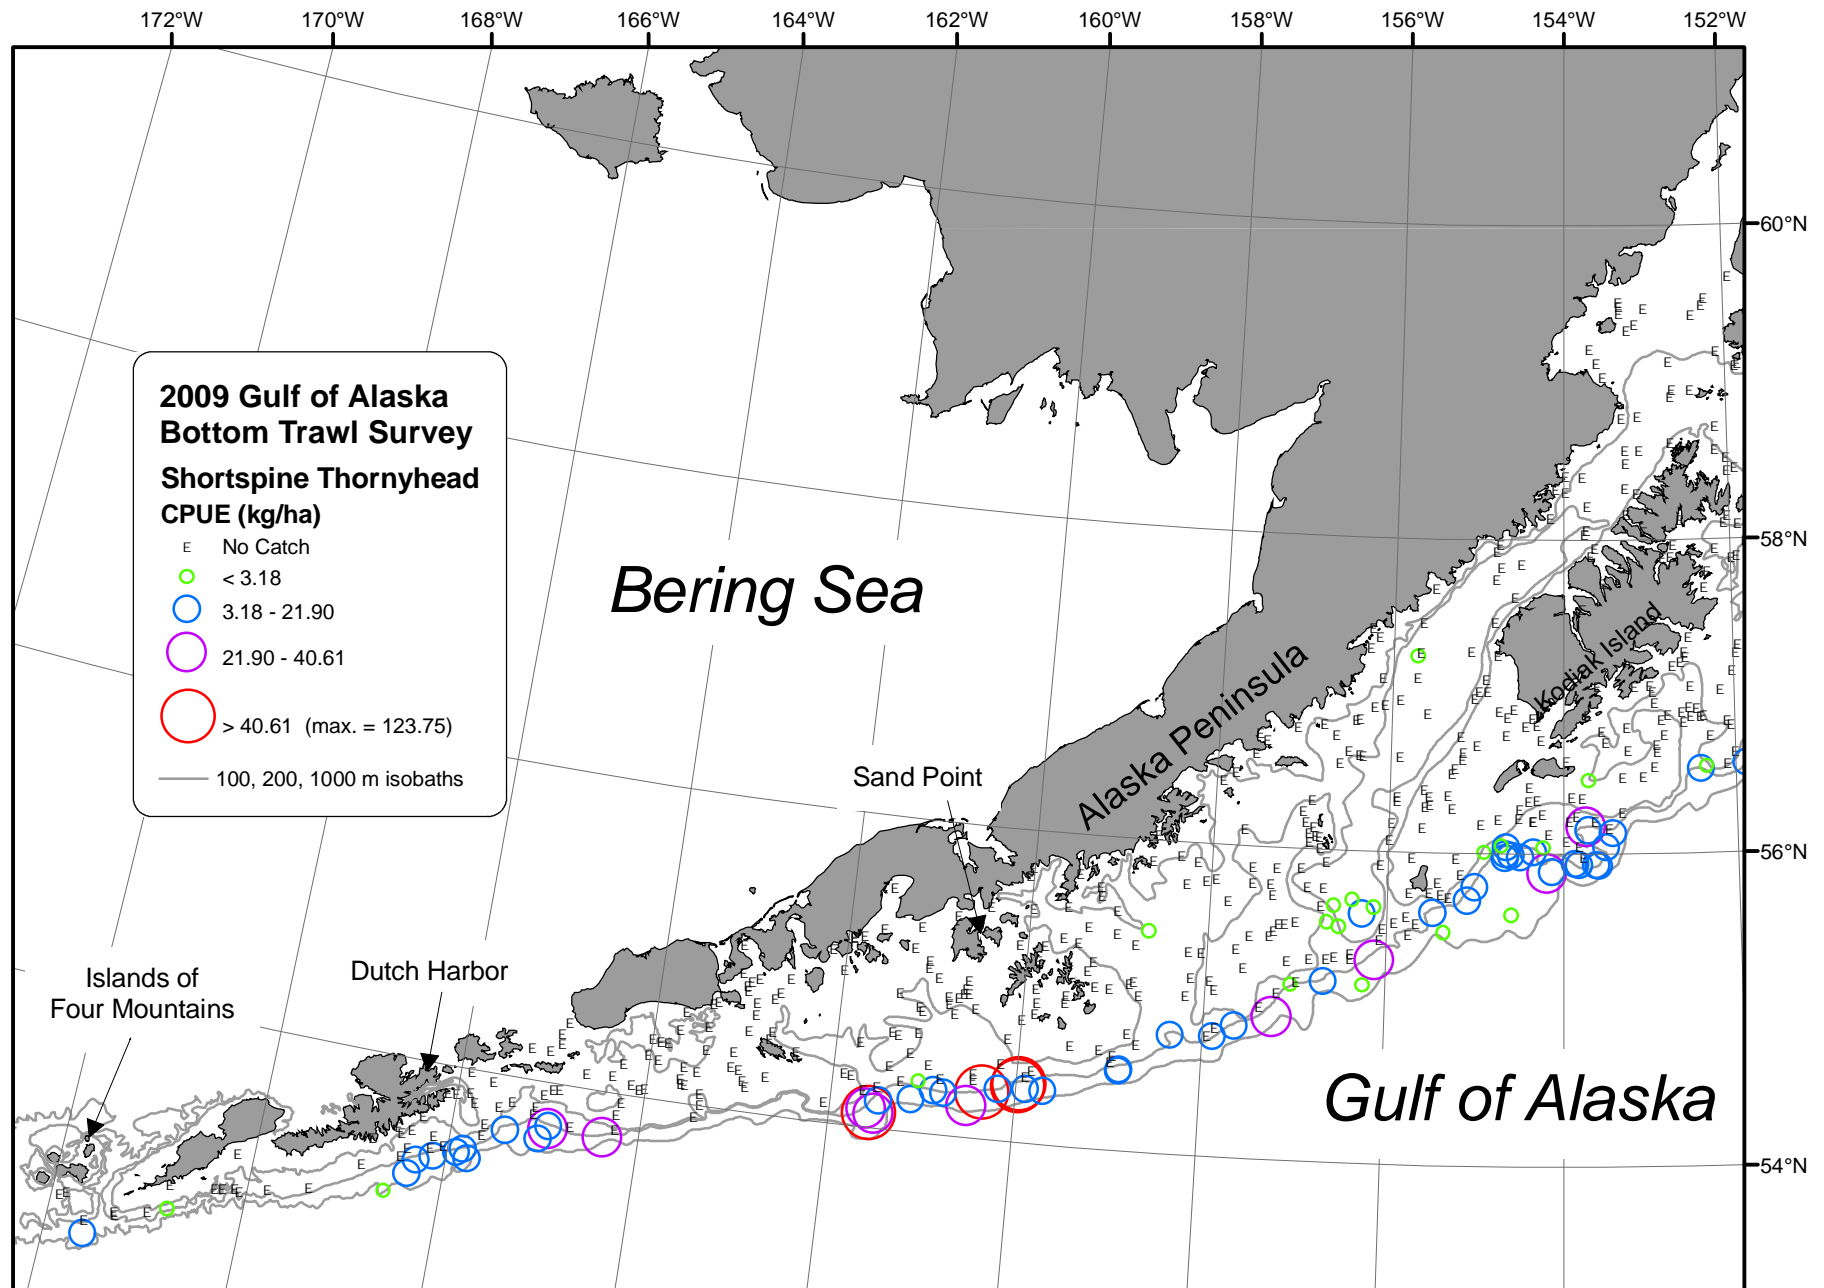 172°W 170°W 168°W 166°W 164°W 162°W 160°W 158°W 156°W 154°W 152°W
60°N
2009 Gulf of Alaska
Bottom Trawl Survey
Shortspine Thornyhead
CPUE (kg/ha)
E No Catch
< 3.18
3.18 - 21.90
21.90 - 40.61
> 40.61 (max. = 123.75)
100, 200, 1000 m isobaths
58°N
Bering Sea
Kodiak Island
Alaska Peninsula
Sand Point
56°N
Islands of
Four Mountains
Dutch Harbor
Gulf of Alaska
54°N